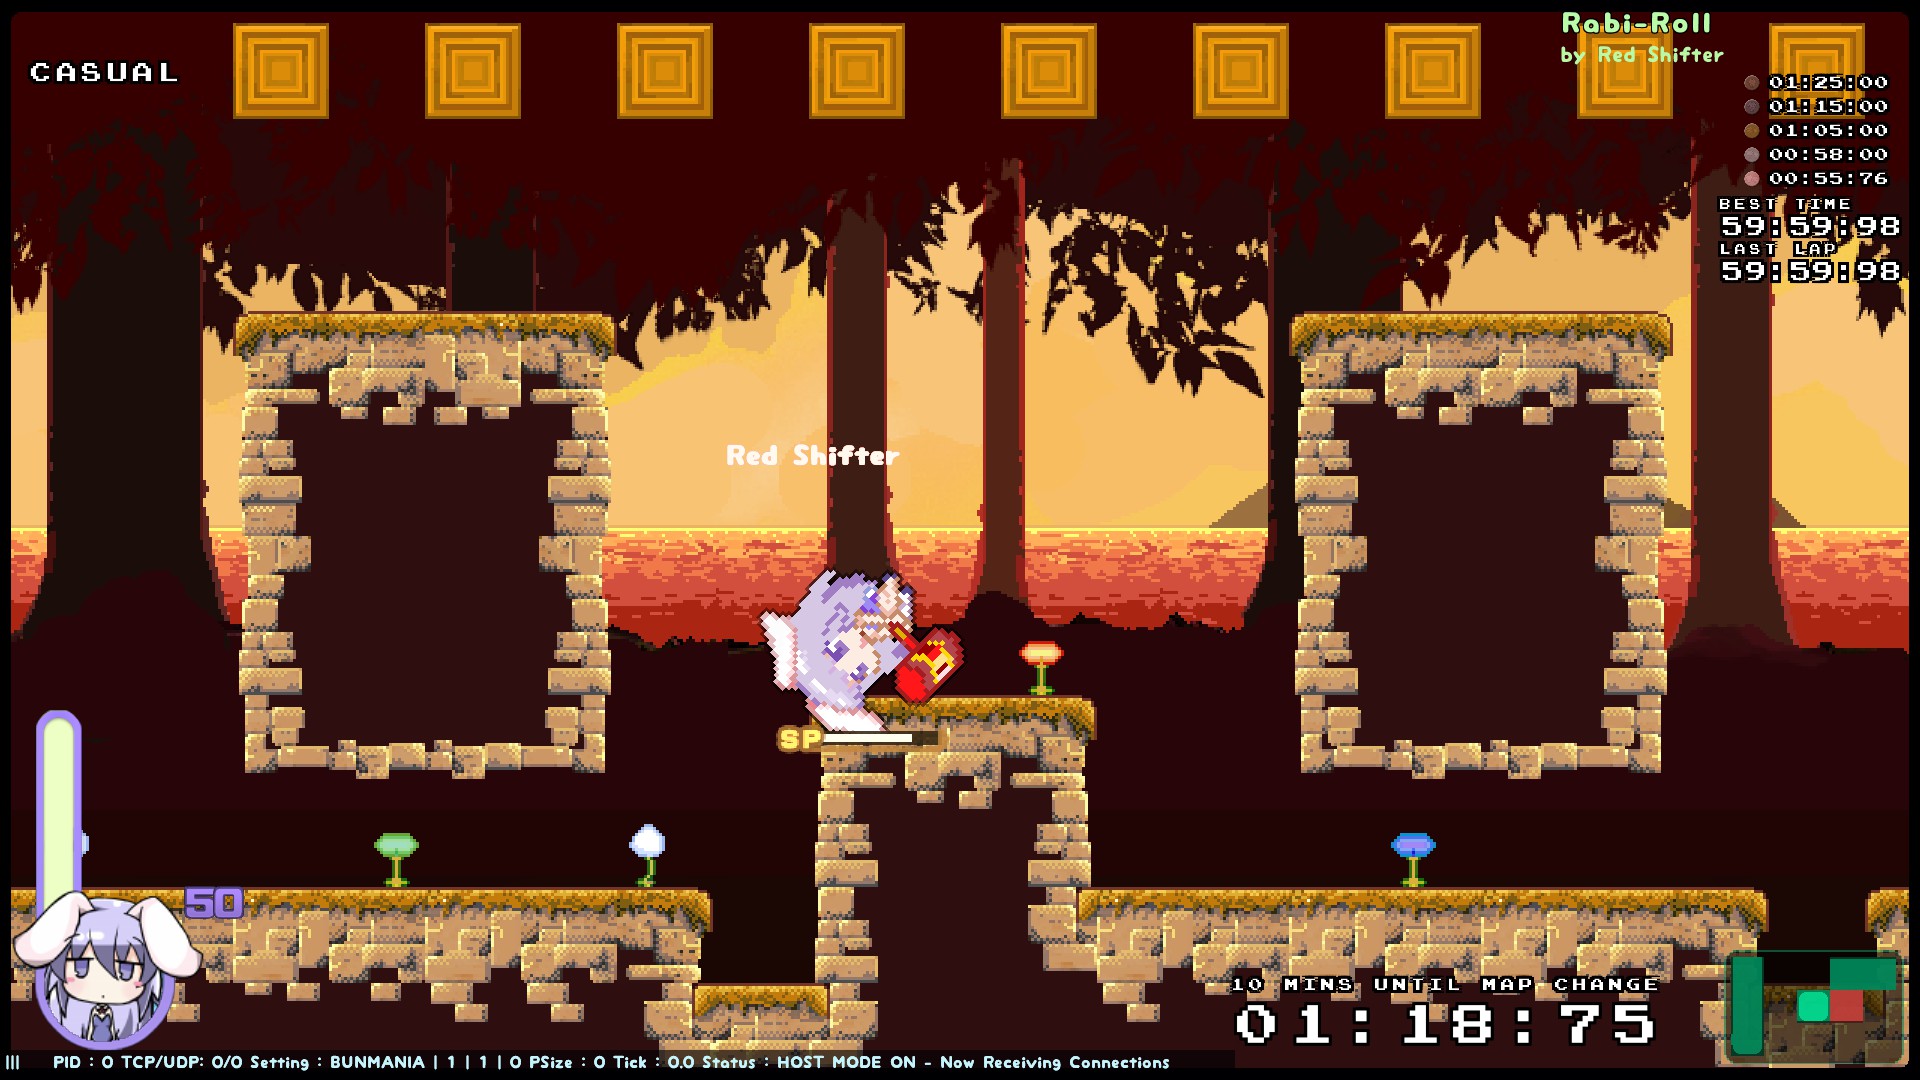 Rabi-Roll
by Red Shifter
CASUAL
01:25:00
01:15:00
01:05:00
00:58:00
00:55:76
BEST TIME
59:59:98
LAST LAP
59:59:98
Red Shifter
SP
50
10 MINS UNTIL MAP CHANGE
01:18:75
PID : 0 TCP/UDP: 0/0 Setting : BUNMANIA | 1 | 1 | 0 PSize : 0 Tick : 0.0 Status : HOST MODE ON - Now Receiving Connections